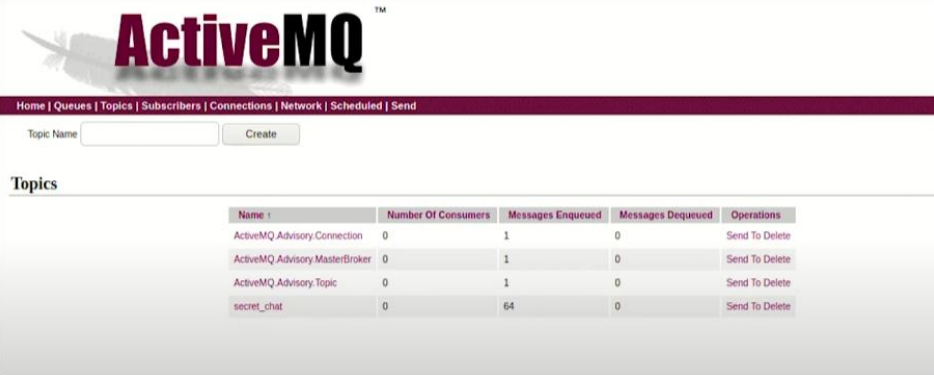 ActiveMQ™
Home | Queues | Topics | Subscribers | Connections | Network | Scheduled | Send
Topic Name Create
Topics
Name ↑ Number Of Consumers Messages Enqueued Messages Dequeued Operations
ActiveMQ.Advisory.Connection 0 1 0 Send To Delete
ActiveMQ.Advisory.MasterBroker 0 1 0 Send To Delete
ActiveMQ.Advisory.Topic 0 1 0 Send To Delete
secret_chat 0 64 0 Send To Delete